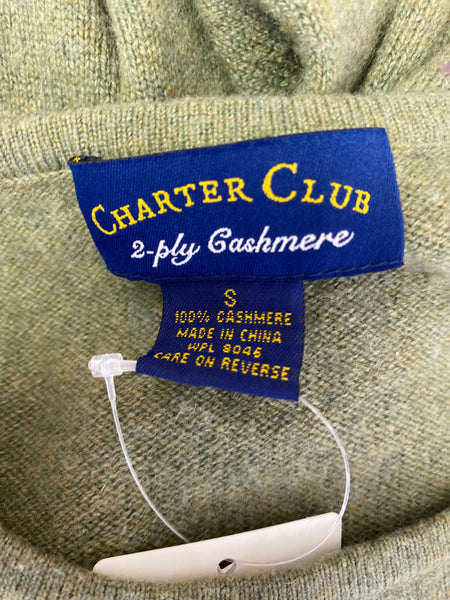 CHARTER CLUB
2-ply Cashmere
S
100% CASHMERE
MADE IN CHINA
WPL 8046
CARE ON REVERSE